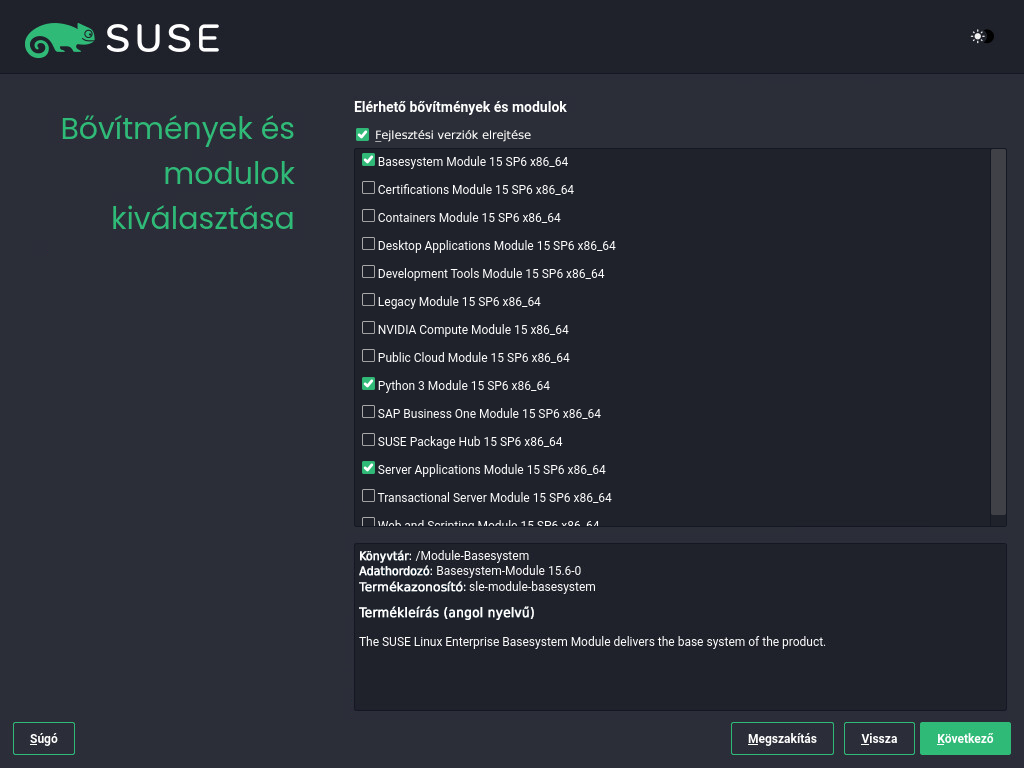 SUSE
Bővítmények és
modulok
kiválasztása
Elérhető bővítmények és modulok
Fejlesztési verziók elrejtése
Basesystem Module 15 SP6 x86_64
Certifications Module 15 SP6 x86_64
Containers Module 15 SP6 x86_64
Desktop Applications Module 15 SP6 x86_64
Development Tools Module 15 SP6 x86_64
Legacy Module 15 SP6 x86_64
NVIDIA Compute Module 15 x86_64
Public Cloud Module 15 SP6 x86_64
Python 3 Module 15 SP6 x86_64
SAP Business One Module 15 SP6 x86_64
SUSE Package Hub 15 SP6 x86_64
Server Applications Module 15 SP6 x86_64
Transactional Server Module 15 SP6 x86_64
Web and Scripting Module 15 SP6 x86_64
Könyvtár: /Module-Basesystem
Adathordozó: Basesystem-Module 15.6-0
Termékazonosító: sle-module-basesystem
Termékleírás (angol nyelvű)
The SUSE Linux Enterprise Basesystem Module delivers the base system of the product.
Súgó
Megszakítás
Vissza
Következő